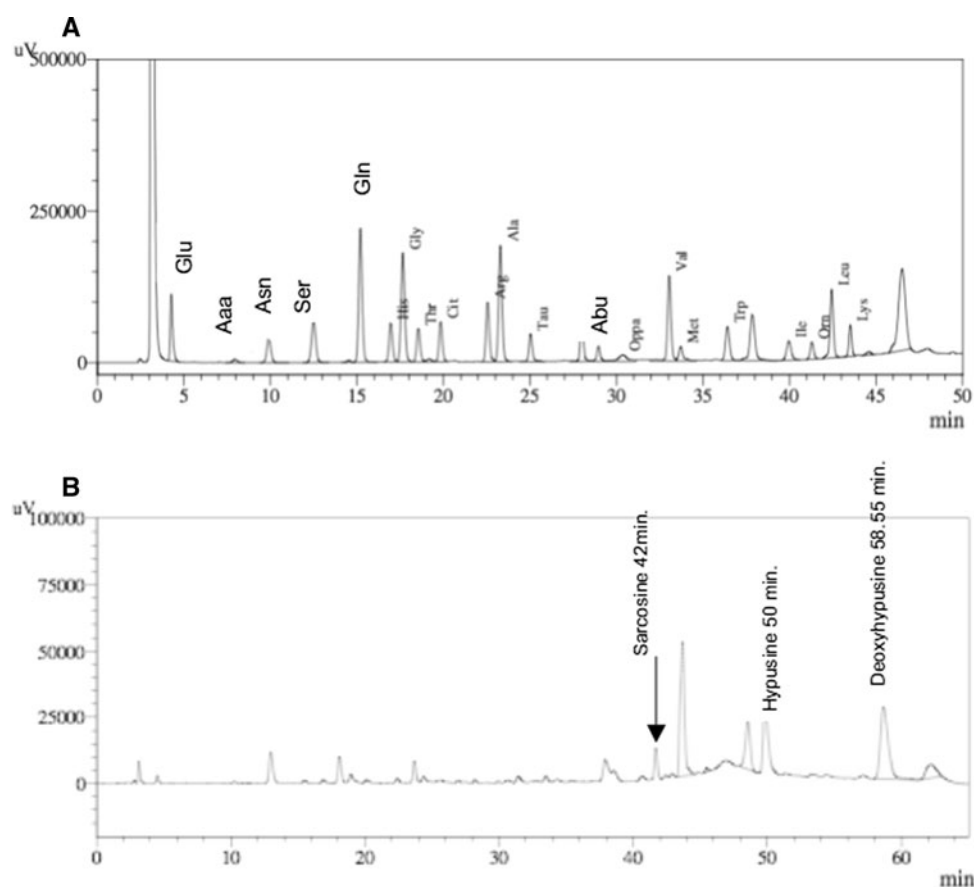 A
uV
500000
250000
0
Glu
Aaa
Asn
Ser
Gln
His
Gly
Thr
Cit
Arg
Ala
Tau
Abu
Oppa
Val
Met
Trp
Ile
Orn
Leu
Lys
0 5 10 15 20 25 30 35 40 45 50
min
B
uV
100000
75000
50000
25000
0
Sarcosine 42min.
Hypusine 50 min.
Deoxyhypusine 58.55 min.
0 10 20 30 40 50 60
min